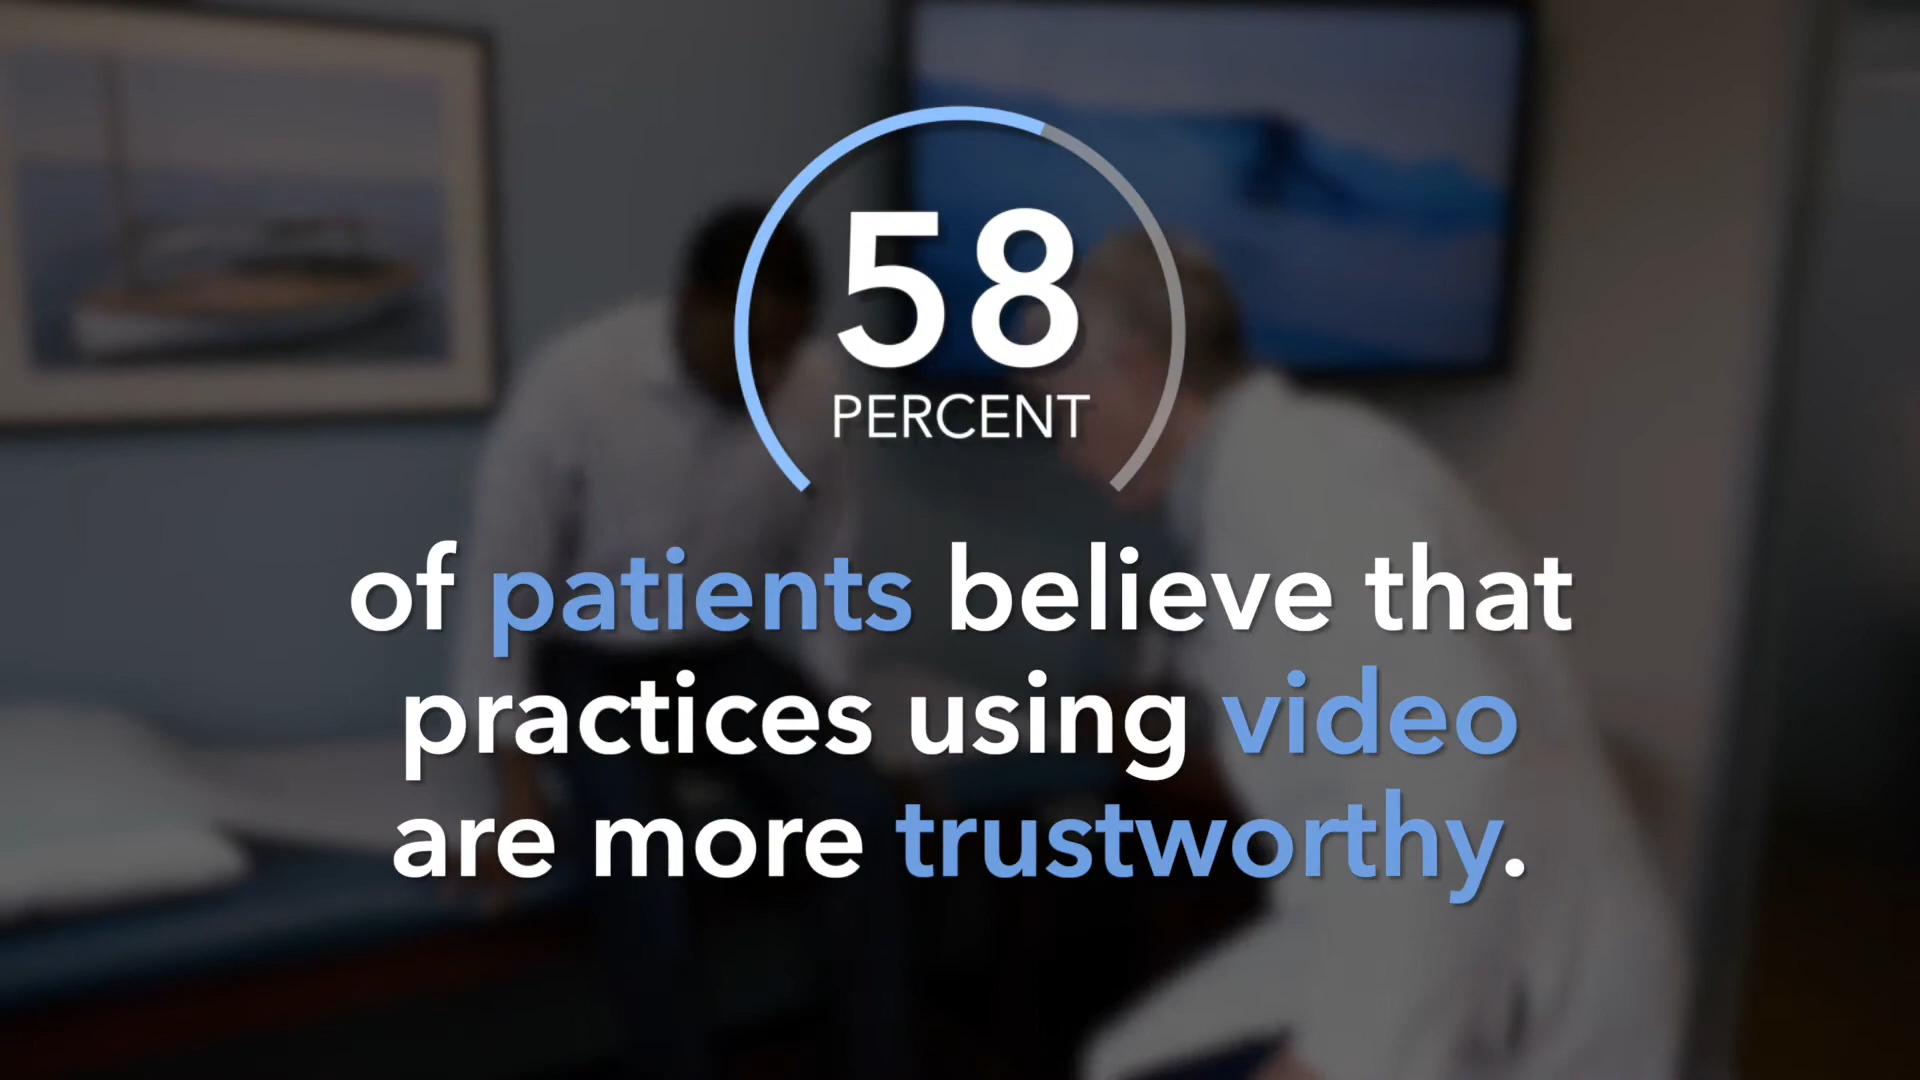 58
PERCENT
of patients believe that
practices using video
are more trustworthy.